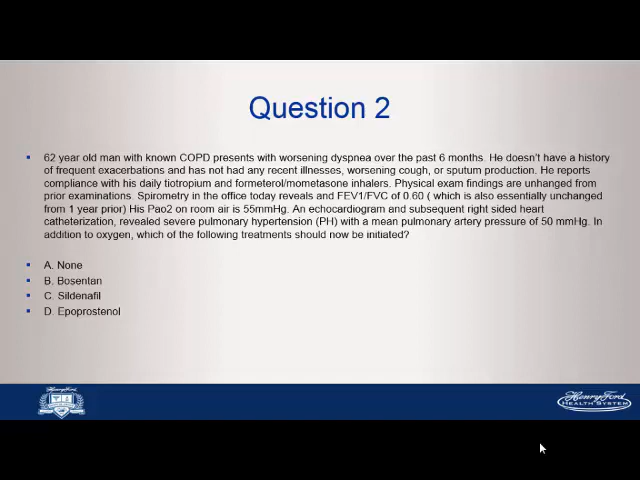 Question 2
62 year old man with known COPD presents with worsening dyspnea over the past 6 months. He doesn't have a history
of frequent exacerbations and has not had any recent illnesses, worsening cough, or sputum production. He reports
compliance with his daily tiotropium and formeterol/mometasone inhalers. Physical exam findings are unhanged from
prior examinations. Spirometry in the office today reveals and FEV1/FVC of 0.60 ( which is also essentially unchanged
from 1 year prior) His Pao2 on room air is 55mmHg. An echocardiogram and subsequent right sided heart
catheterization, revealed severe pulmonary hypertension (PH) with a mean pulmonary artery pressure of 50 mmHg. In
addition to oxygen, which of the following treatments should now be initiated?
A. None
B. Bosentan
C. Sildenafil
D. Epoprostenol
Henry Ford
HEALTH SYSTEM